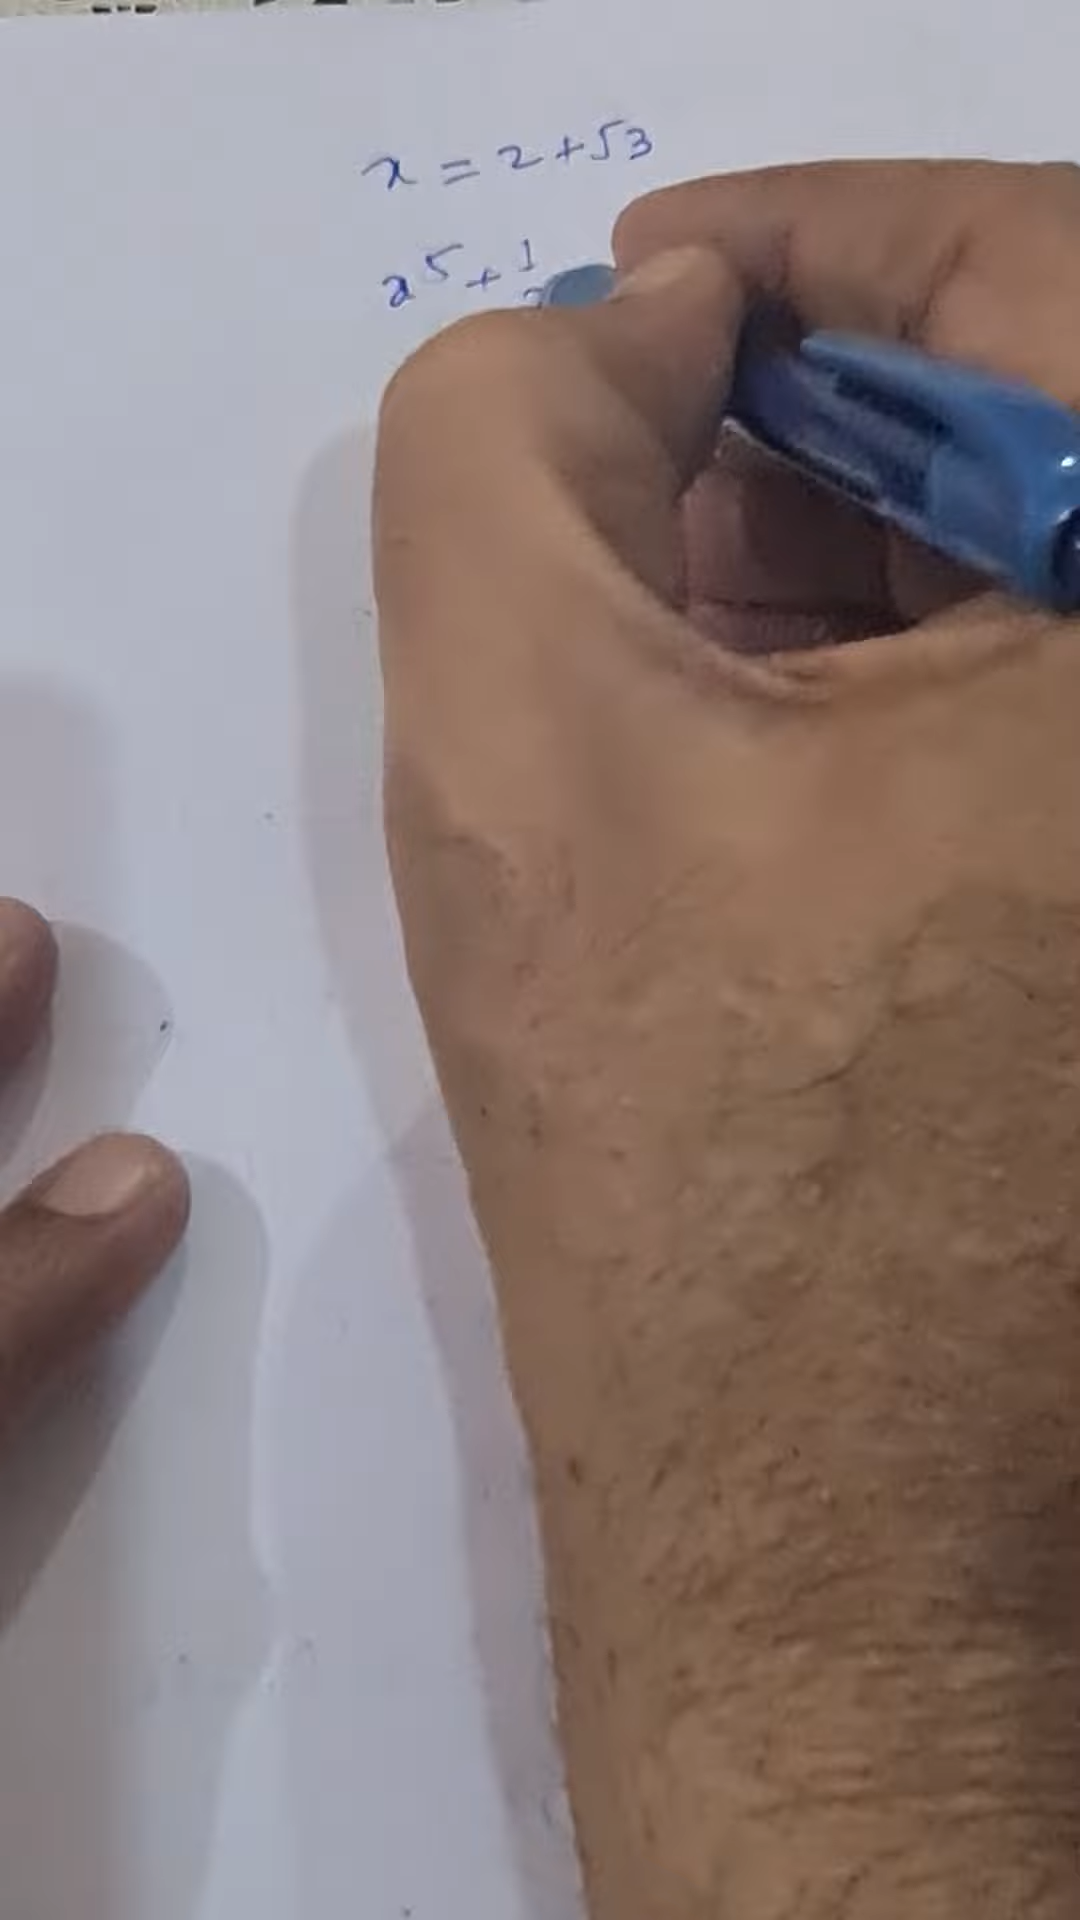 x = 2+√3
x⁵ + 1